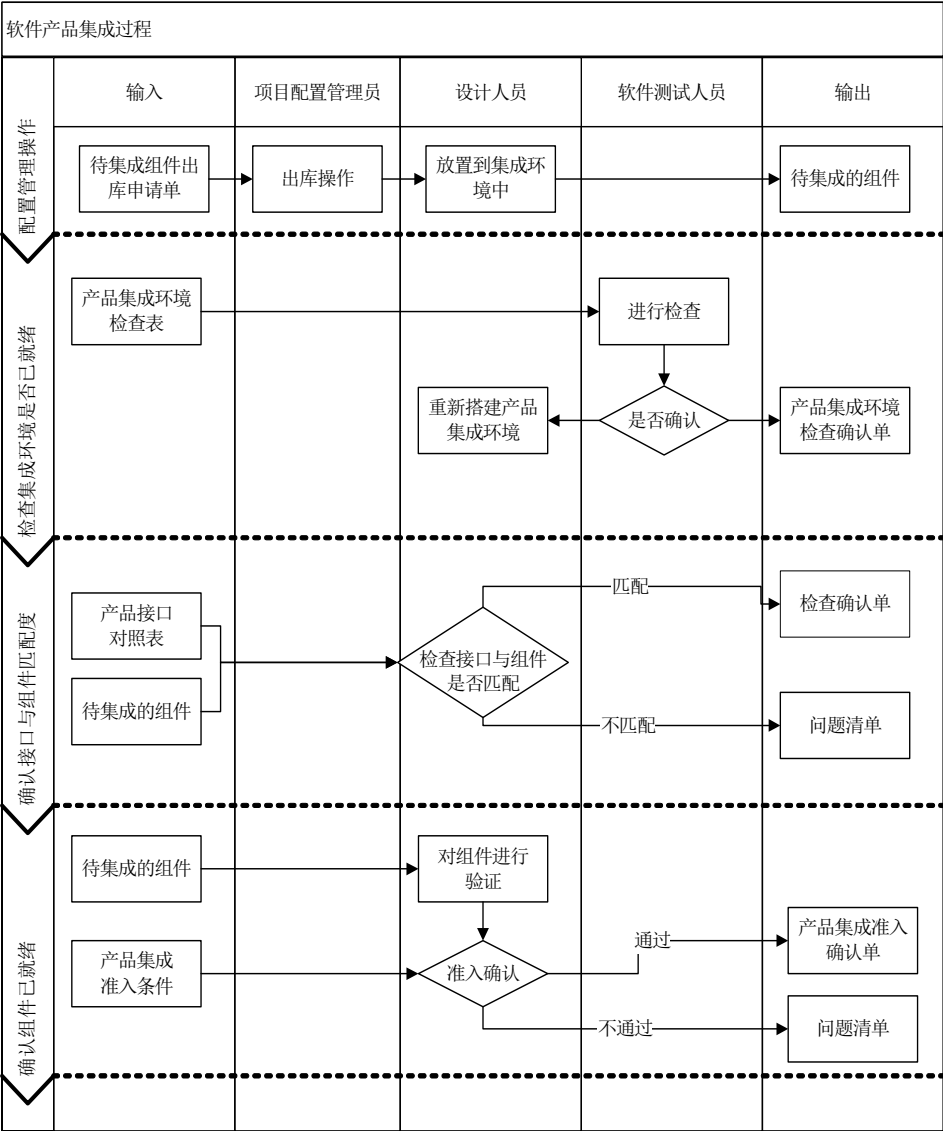 软件产品集成过程
输入
项目配置管理员
设计人员
软件测试人员
输出
配置管理操作
待集成组件出
库申请单
出库操作
放置到集成环
境中
待集成的组件
检查集成环境是否已就绪
产品集成环境
检查表
进行检查
重新搭建产品
集成环境
是否确认
产品集成环境
检查确认单
确认接口与组件匹配度
产品接口
对照表
待集成的组件
检查接口与组件
是否匹配
匹配
不匹配
检查确认单
问题清单
确认组件已就绪
待集成的组件
对组件进行
验证
产品集成
准入条件
准入确认
通过
不通过
产品集成准入
确认单
问题清单